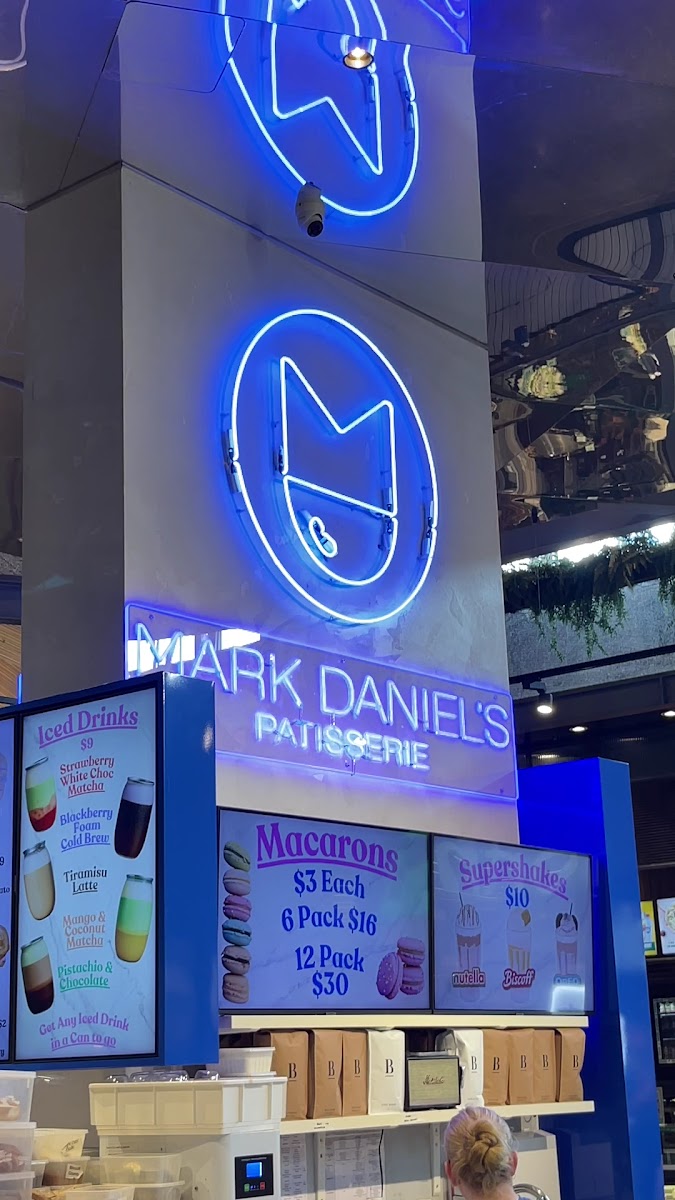 MARK DANIEL'S
PATISSERIE
Iced Drinks
$9
Strawberry
White Choc
Matcha
Blackberry
Foam
Cold Brew
Tiramisu
Latte
Mango &
Coconut
Matcha
Pistachio &
Chocolate
Get Any Iced Drink
in a Can to go
Macarons
$3 Each
6 Pack $16
12 Pack
$30
Supershakes
$10
nutella
Biscoff
B
B
B
B
B
B
B
B
B